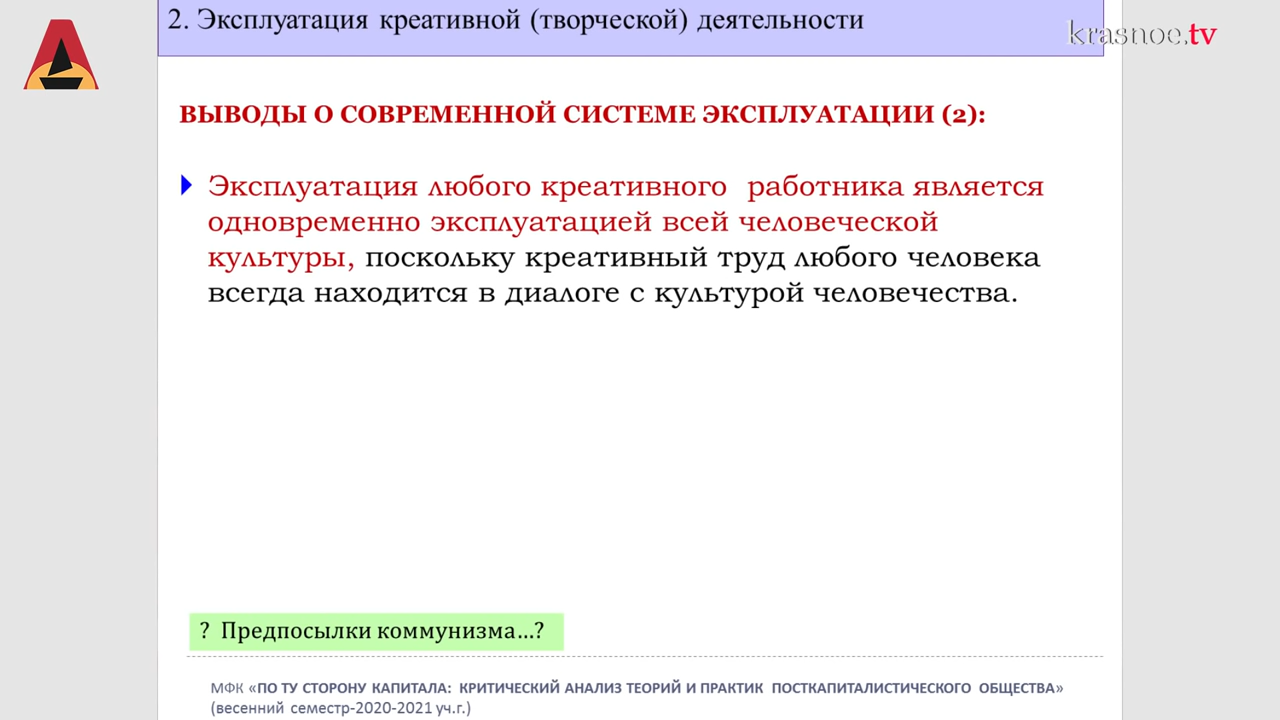 2. Эксплуатация креативной (творческой) деятельности
krasnoe.tv
ВЫВОДЫ О СОВРЕМЕННОЙ СИСТЕМЕ ЭКСПЛУАТАЦИИ (2):
Эксплуатация любого креативного работника является
одновременно эксплуатацией всей человеческой
культуры, поскольку креативный труд любого человека
всегда находится в диалоге с культурой человечества.
? Предпосылки коммунизма...?
МФК «ПО ТУ СТОРОНУ КАПИТАЛА: КРИТИЧЕСКИЙ АНАЛИЗ ТЕОРИЙ И ПРАКТИК ПОСТКАПИТАЛИСТИЧЕСКОГО ОБЩЕСТВА»
(весенний семестр-2020-2021 уч.г.)